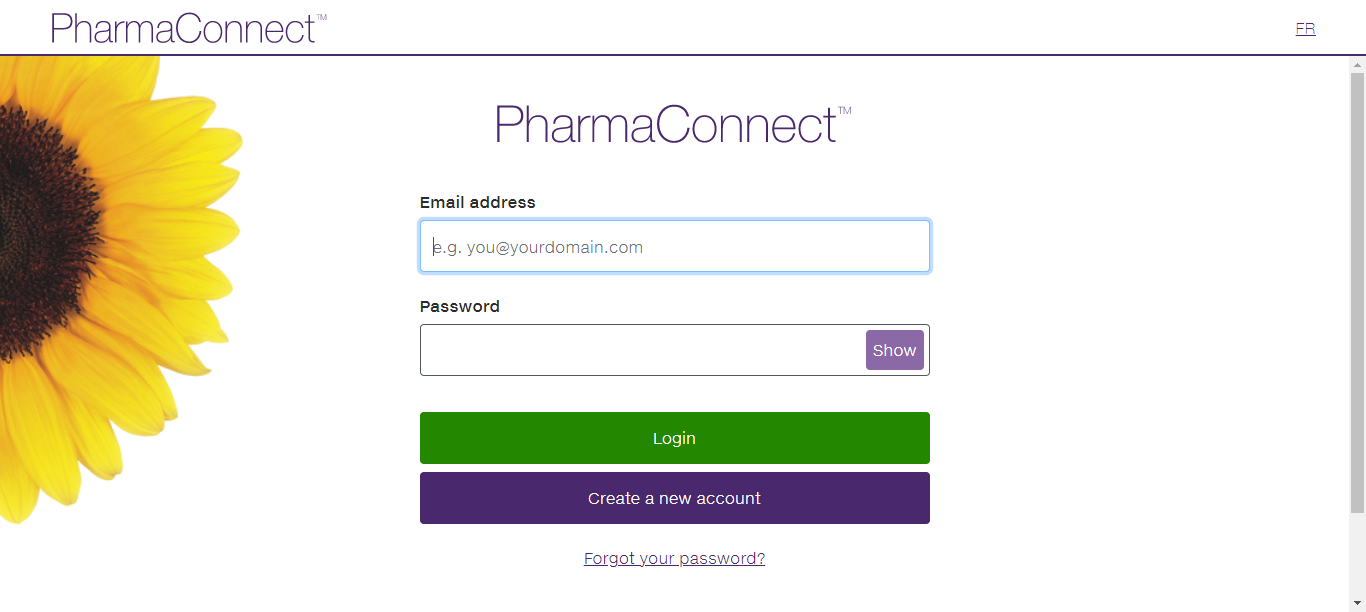 PharmaConnect™
FR
PharmaConnect™
Email address
e.g. you@yourdomain.com
Password
Show
Login
Create a new account
Forgot your password?